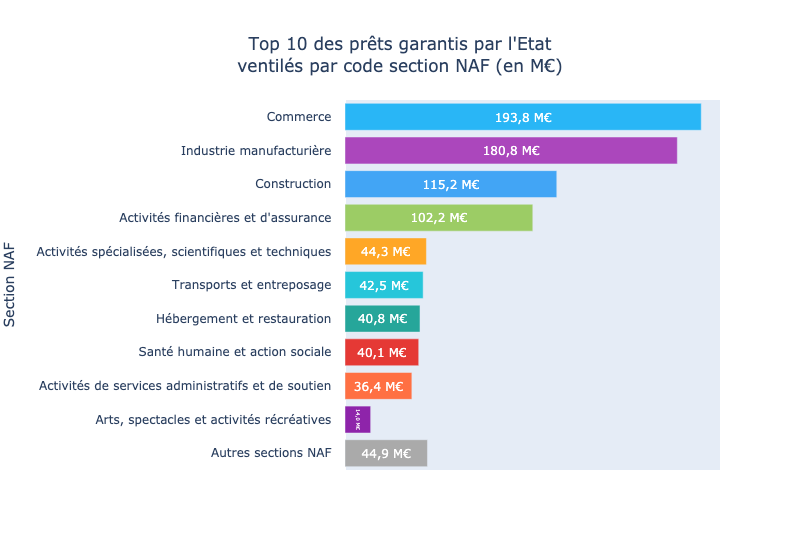 Top 10 des prêts garantis par l'Etat
ventilés par code section NAF (en M€)
Section NAF
Commerce 193,8 M€
Industrie manufacturière 180,8 M€
Construction 115,2 M€
Activités financières et d'assurance 102,2 M€
Activités spécialisées, scientifiques et techniques 44,3 M€
Transports et entreposage 42,5 M€
Hébergement et restauration 40,8 M€
Santé humaine et action sociale 40,1 M€
Activités de services administratifs et de soutien 36,4 M€
Arts, spectacles et activités récréatives
Autres sections NAF 44,9 M€